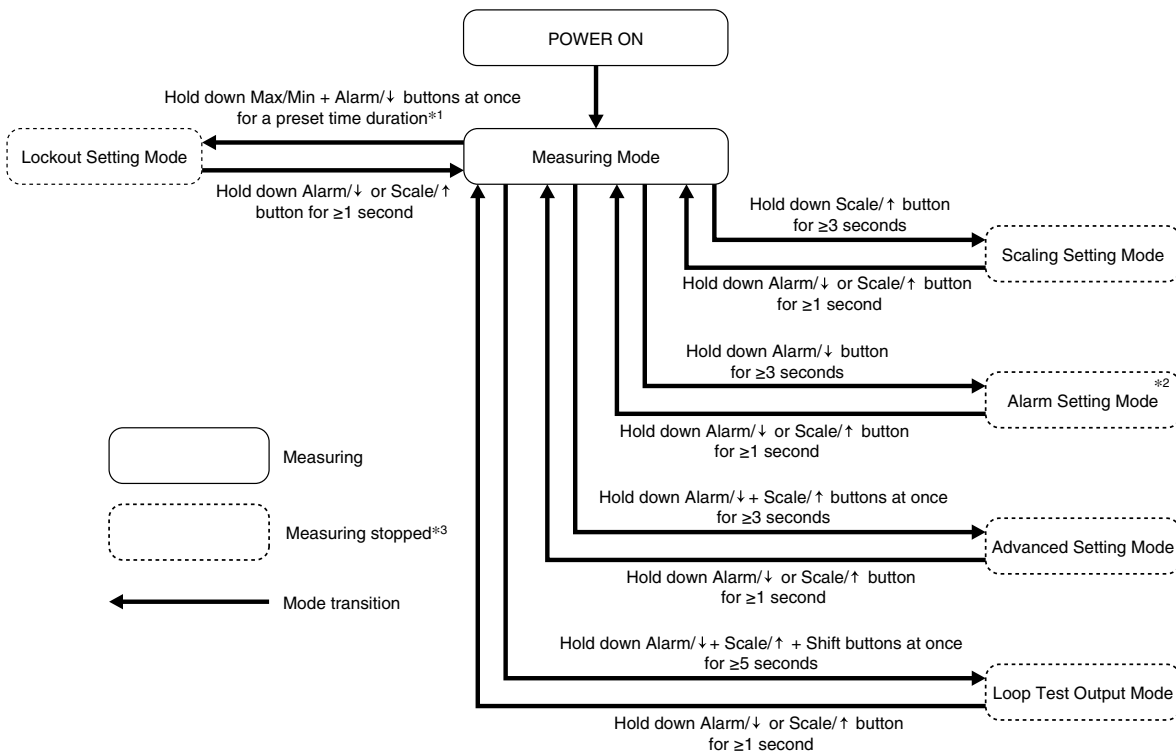 POWER ON
Hold down Max/Min + Alarm/↓ buttons at once
for a preset time duration*1
Lockout Setting Mode
Measuring Mode
Hold down Alarm/↓ or Scale/↑
button for ≥1 second
Hold down Scale/↑ button
for ≥3 seconds
Scaling Setting Mode
Hold down Alarm/↓ or Scale/↑ button
for ≥1 second
Hold down Alarm/↓ button
for ≥3 seconds
*2
Alarm Setting Mode
Hold down Alarm/↓ or Scale/↑ button
for ≥1 second
Measuring
Hold down Alarm/↓+ Scale/↑ buttons at once
for ≥3 seconds
Measuring stopped*3
Advanced Setting Mode
Hold down Alarm/↓ or Scale/↑ button
for ≥1 second
Mode transition
Hold down Alarm/↓+ Scale/↑ + Shift buttons at once
for ≥5 seconds
Loop Test Output Mode
Hold down Alarm/↓ or Scale/↑ button
for ≥1 second